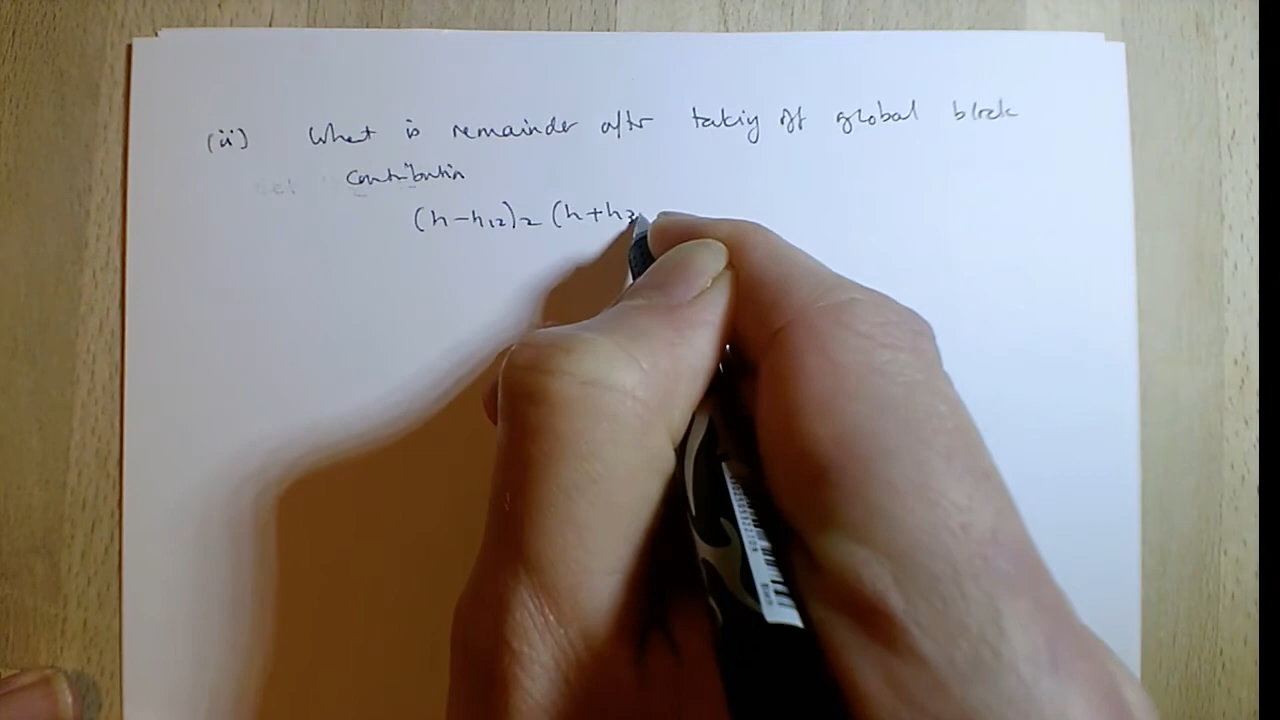 (ii) What is remainder after taking off global block
contribution
(h-h₁₂)₂ (h+h₃